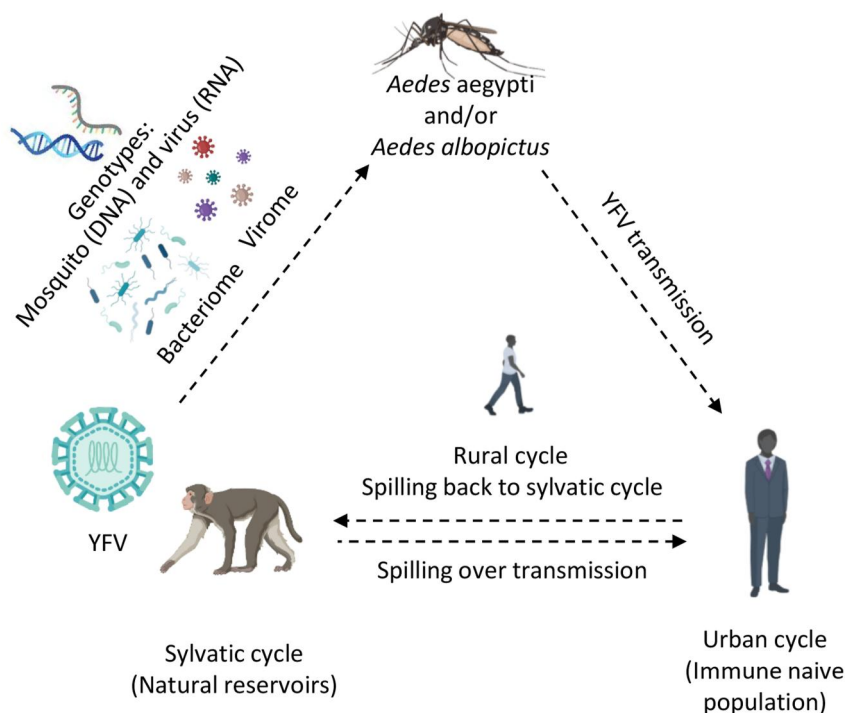 Aedes aegypti
and/or
Aedes albopictus
Genotypes:
Mosquito (DNA) and virus (RNA)
Bacteriome Virome
YFV transmission
Rural cycle
Spilling back to sylvatic cycle
Spilling over transmission
YFV
Sylvatic cycle
(Natural reservoirs)
Urban cycle
(Immune naive
population)